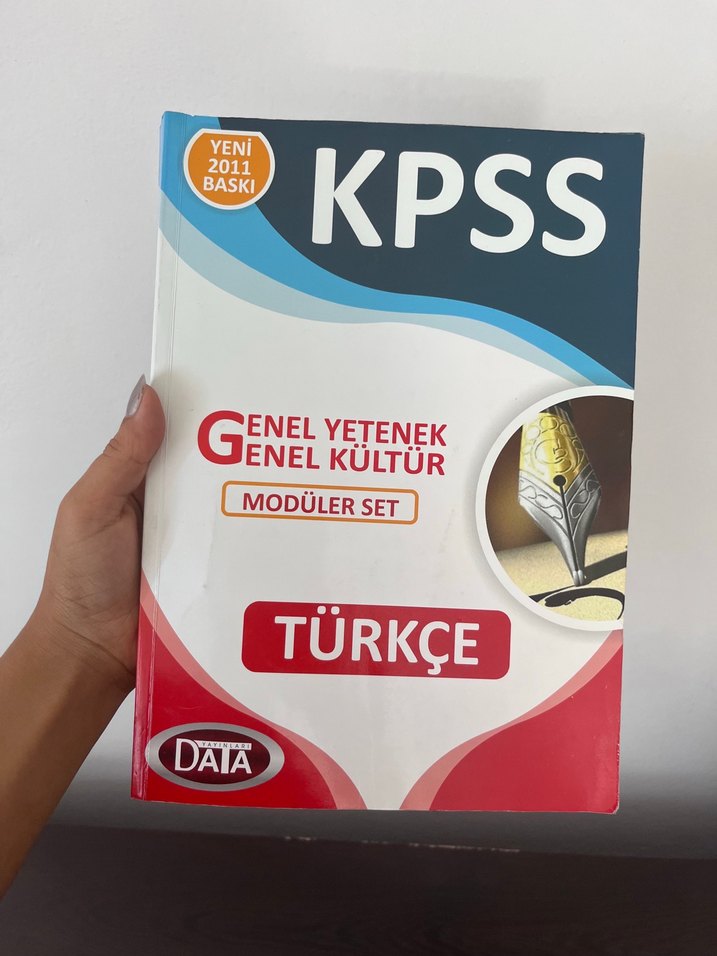 YENİ
2011
BASKI
KPSS
GENEL YETENEK
GENEL KÜLTÜR
MODÜLER SET
TÜRKÇE
YAYINLARI
DATA